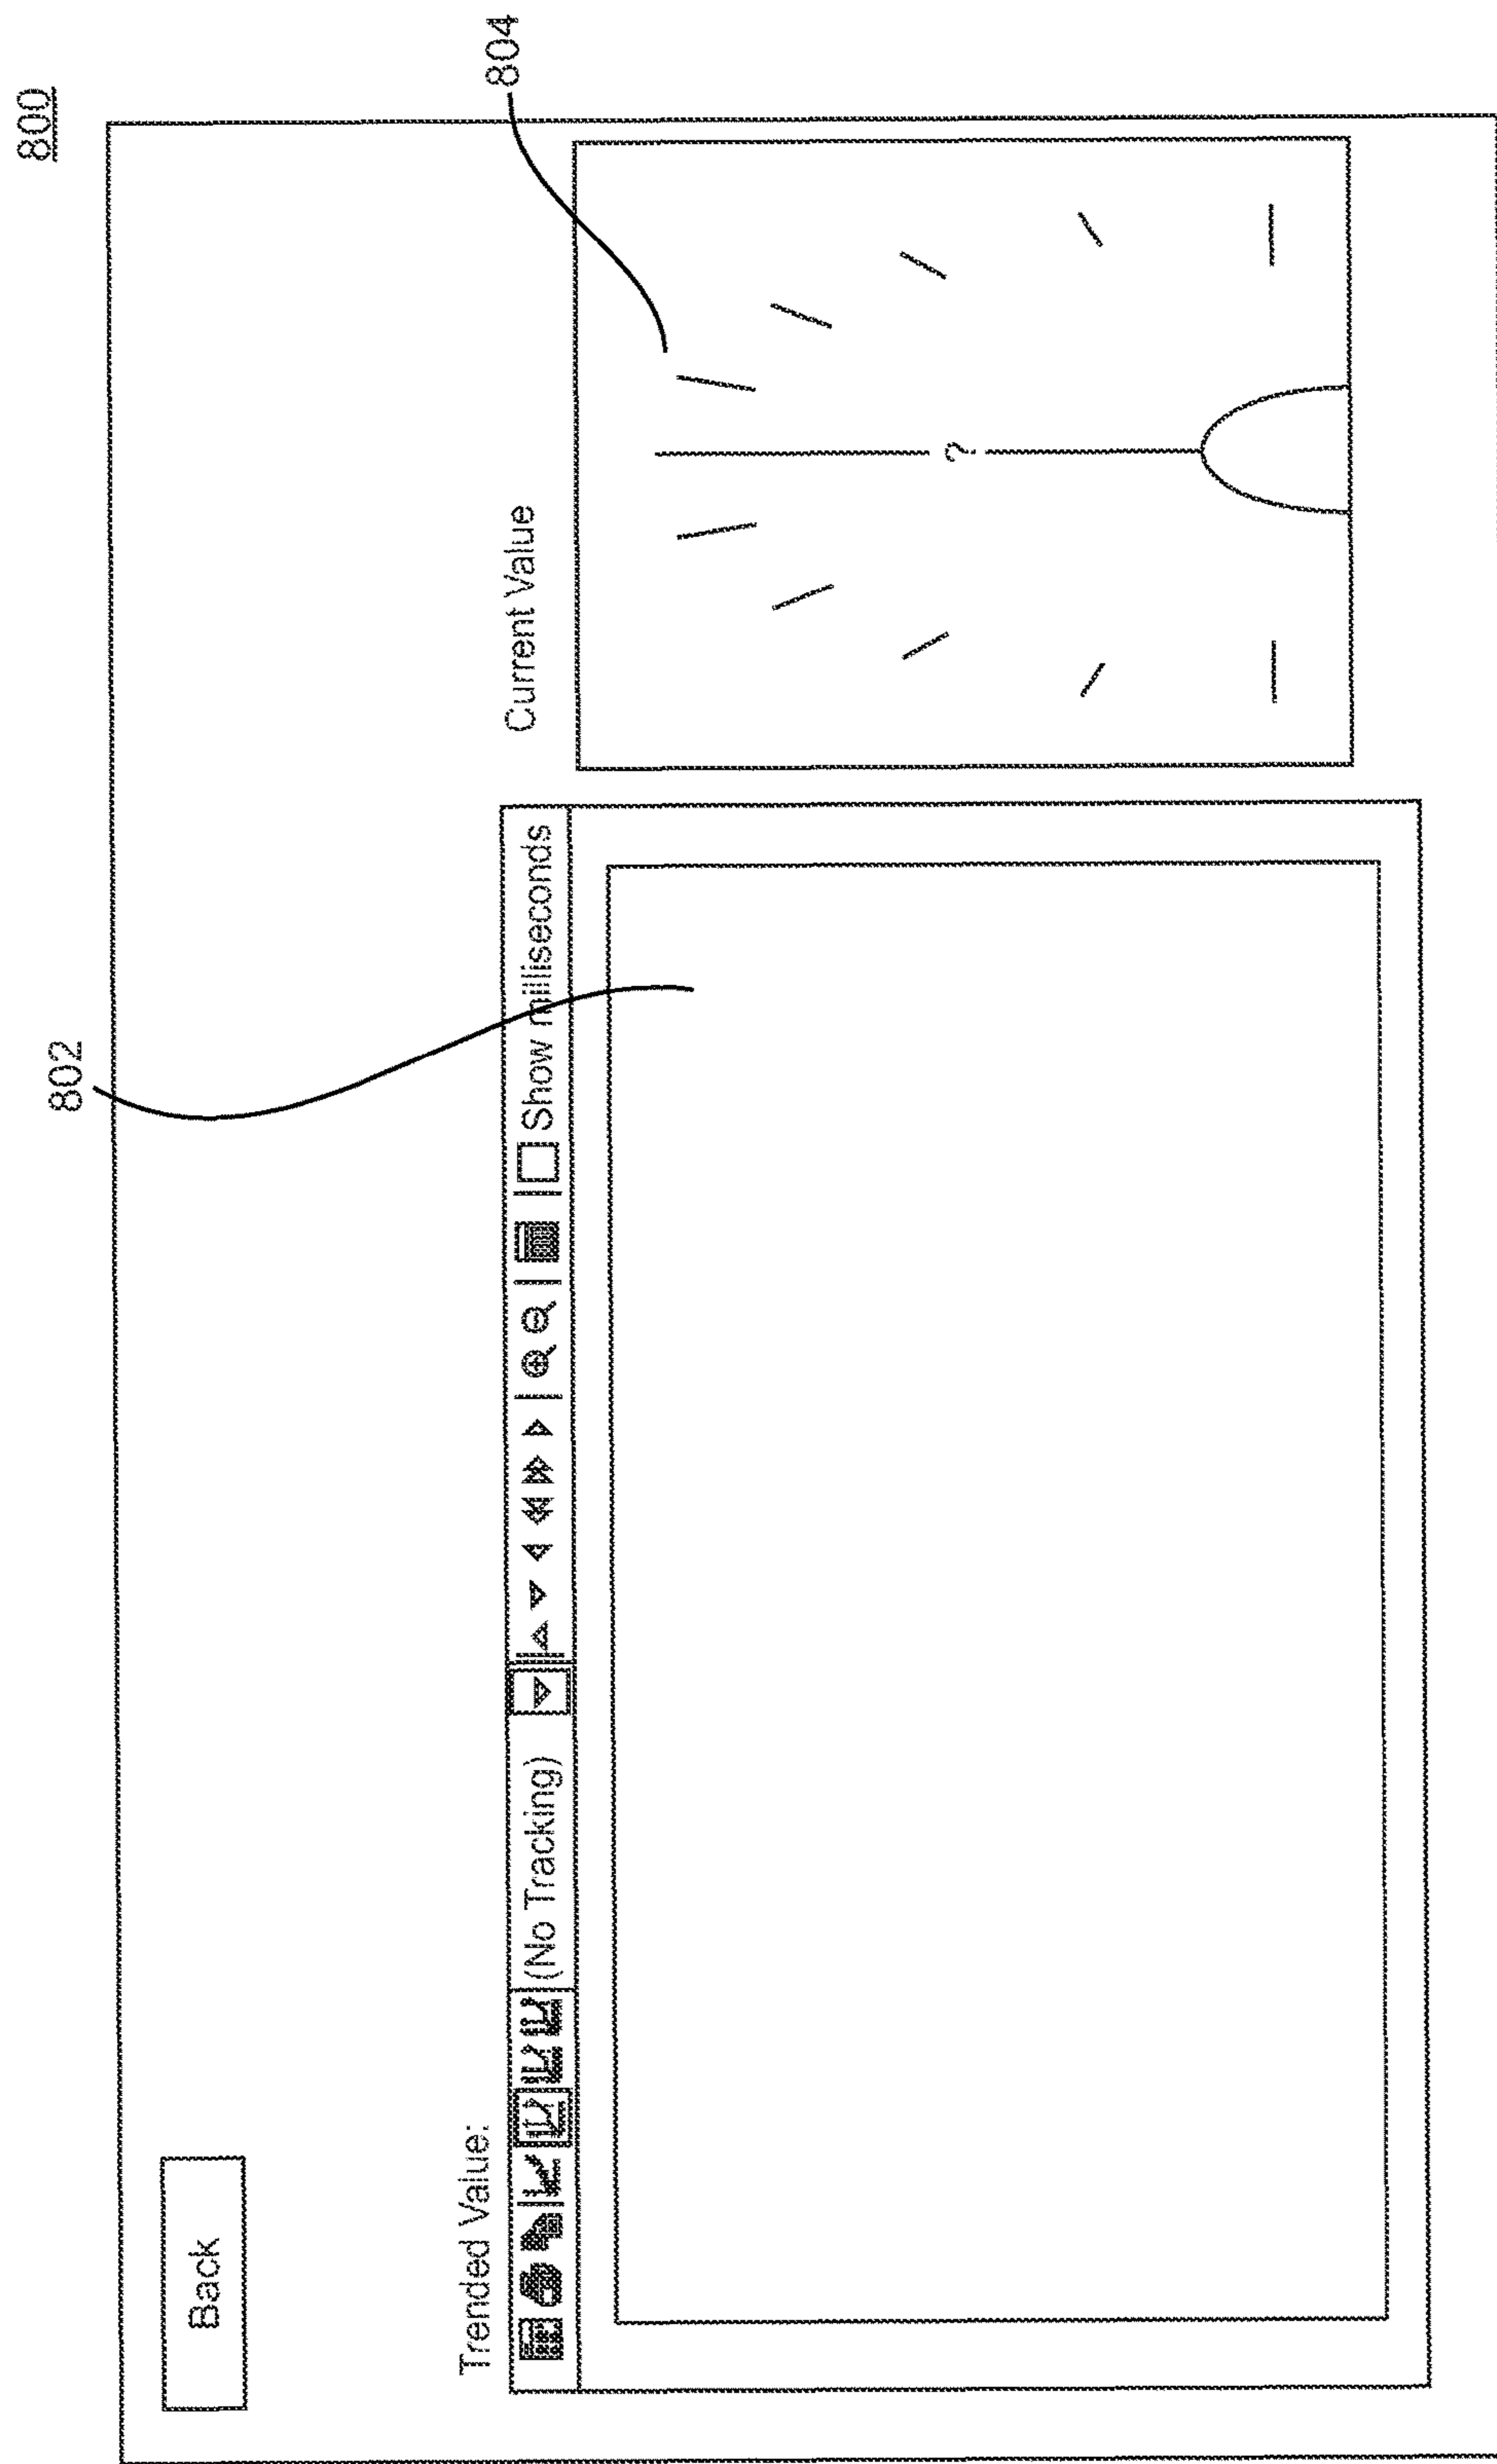 800
802
804
Back
Trended Value:
(No Tracking)
Show milliseconds
Current Value
?